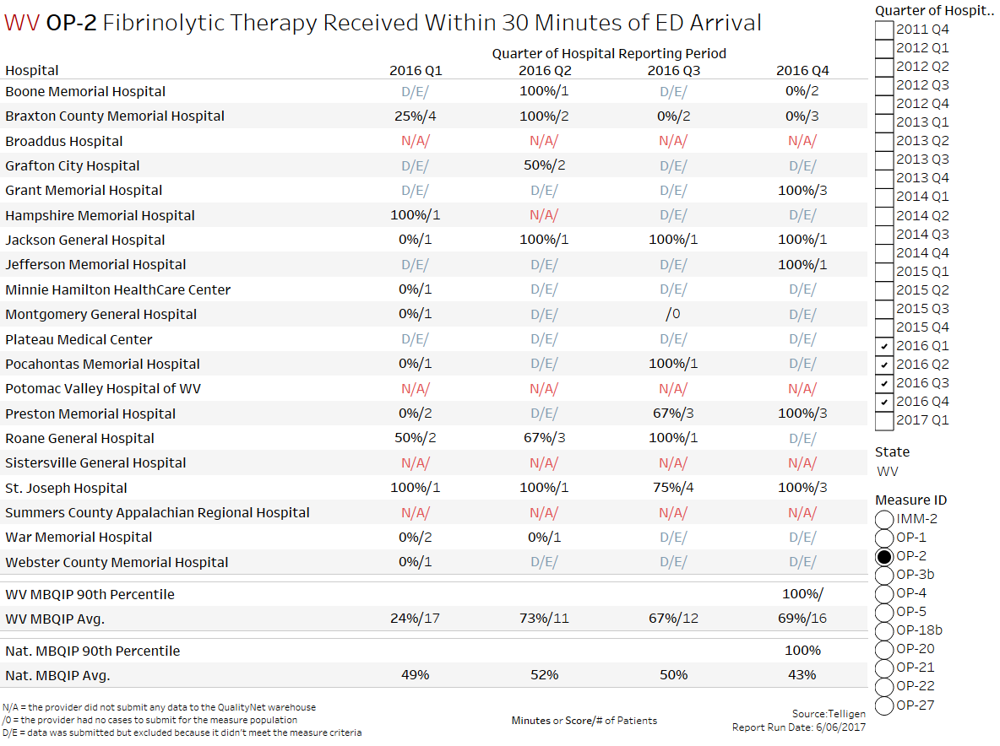 WV OP-2 Fibrinolytic Therapy Received Within 30 Minutes of ED Arrival
Quarter of Hospital Reporting Period
Hospital 2016 Q1 2016 Q2 2016 Q3 2016 Q4
Boone Memorial Hospital D/E/ 100%/1 D/E/ 0%/2
Braxton County Memorial Hospital 25%/4 100%/2 0%/2 0%/3
Broaddus Hospital N/A/ N/A/ N/A/ N/A/
Grafton City Hospital D/E/ 50%/2 D/E/ D/E/
Grant Memorial Hospital D/E/ D/E/ D/E/ 100%/3
Hampshire Memorial Hospital 100%/1 N/A/ D/E/ D/E/
Jackson General Hospital 0%/1 100%/1 100%/1 100%/1
Jefferson Memorial Hospital D/E/ D/E/ D/E/ 100%/1
Minnie Hamilton HealthCare Center 0%/1 D/E/ D/E/ D/E/
Montgomery General Hospital 0%/1 D/E/ /0 D/E/
Plateau Medical Center D/E/ D/E/ D/E/ D/E/
Pocahontas Memorial Hospital 0%/1 D/E/ 100%/1 D/E/
Potomac Valley Hospital of WV N/A/ N/A/ N/A/ N/A/
Preston Memorial Hospital 0%/2 D/E/ 67%/3 100%/3
Roane General Hospital 50%/2 67%/3 100%/1 D/E/
Sistersville General Hospital N/A/ N/A/ N/A/ N/A/
St. Joseph Hospital 100%/1 100%/1 75%/4 100%/3
Summers County Appalachian Regional Hospital N/A/ N/A/ N/A/ N/A/
War Memorial Hospital 0%/2 0%/1 D/E/ D/E/
Webster County Memorial Hospital 0%/1 D/E/ D/E/ D/E/
WV MBQIP 90th Percentile 100%/
WV MBQIP Avg. 24%/17 73%/11 67%/12 69%/16
Nat. MBQIP 90th Percentile 100%
Nat. MBQIP Avg. 49% 52% 50% 43%
N/A = the provider did not submit any data to the QualityNet warehouse
/0 = the provider had no cases to submit for the measure population
D/E = data was submitted but excluded because it didn't meet the measure criteria
Minutes or Score/# of Patients
Source:Telligen
Report Run Date: 6/06/2017
Quarter of Hospit..
2011 Q4
2012 Q1
2012 Q2
2012 Q3
2012 Q4
2013 Q1
2013 Q2
2013 Q3
2013 Q4
2014 Q1
2014 Q2
2014 Q3
2014 Q4
2015 Q1
2015 Q2
2015 Q3
2015 Q4
2016 Q1
2016 Q2
2016 Q3
2016 Q4
2017 Q1
State
WV
Measure ID
IMM-2
OP-1
OP-2
OP-3b
OP-4
OP-5
OP-18b
OP-20
OP-21
OP-22
OP-27